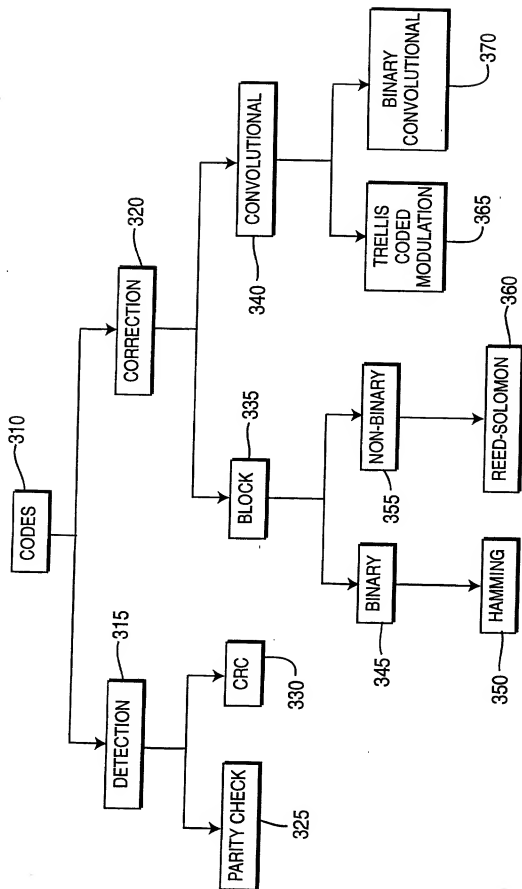 310
CODES
315
DETECTION
320
CORRECTION
PARITY CHECK
325
CRC
330
BLOCK
335
CONVOLUTIONAL
340
BINARY
345
NON-BINARY
355
TRELLIS
CODED
MODULATION
365
BINARY
CONVOLUTIONAL
370
HAMMING
350
REED-SOLOMON
360